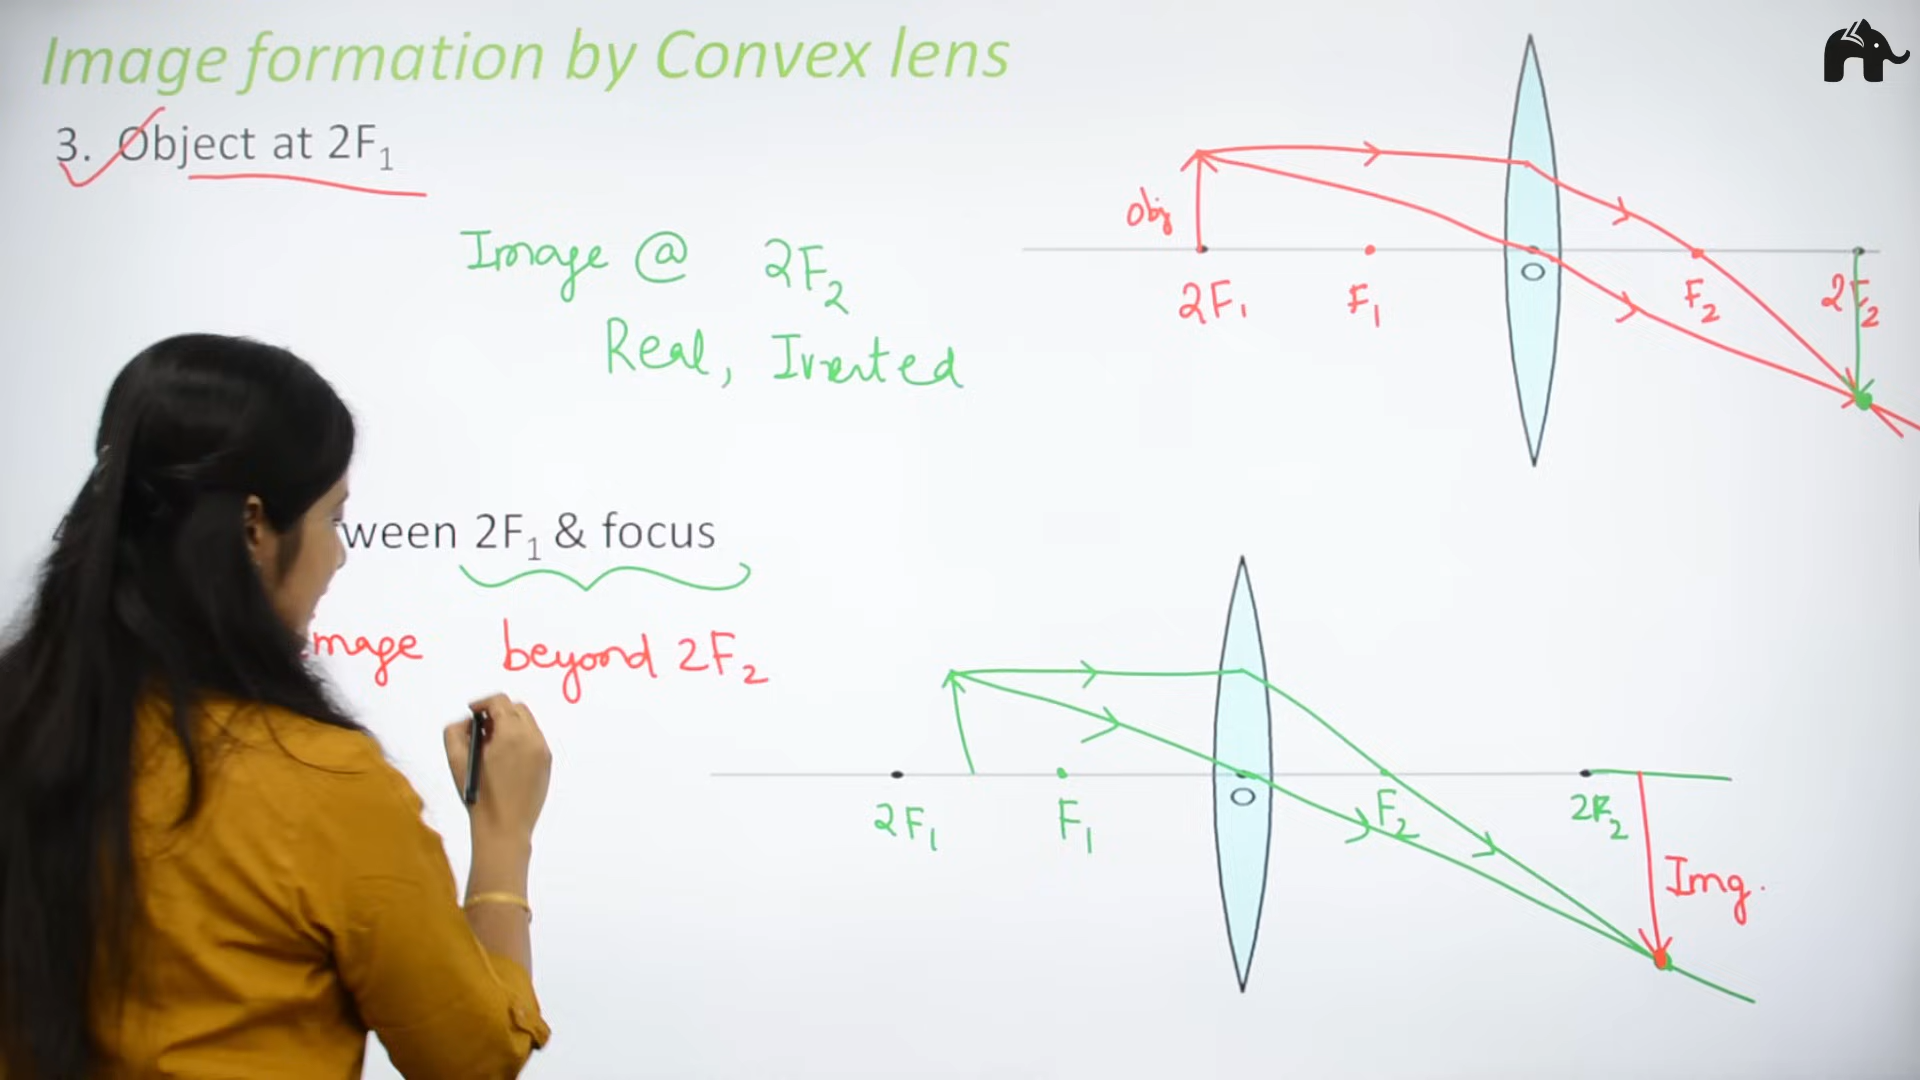 Image formation by Convex lens
3. Object at 2F₁
Image @ 2F₂
Real, Inverted
Obj
2F₁ F₁ O F₂ 2F₂
ween 2F₁ & focus
mage beyond 2F₂
2F₁ F₁ O F₂ 2F₂
Img.